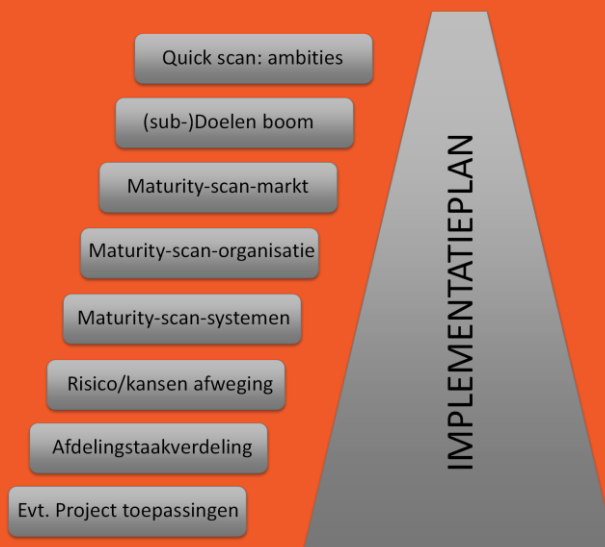 Quick scan: ambities
(sub-)Doelen boom
Maturity-scan-markt
Maturity-scan-organisatie
Maturity-scan-systemen
Risico/kansen afweging
Afdelingstaakverdeling
Evt. Project toepassingen
IMPLEMENTATIEPLAN